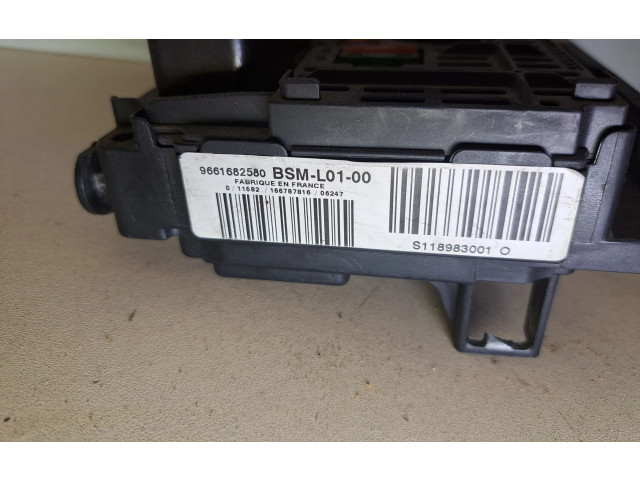 9661682580 BSM-L01-00
FABRIQUE EN FRANCE
0/11582/166787816/06247
S118983001 O